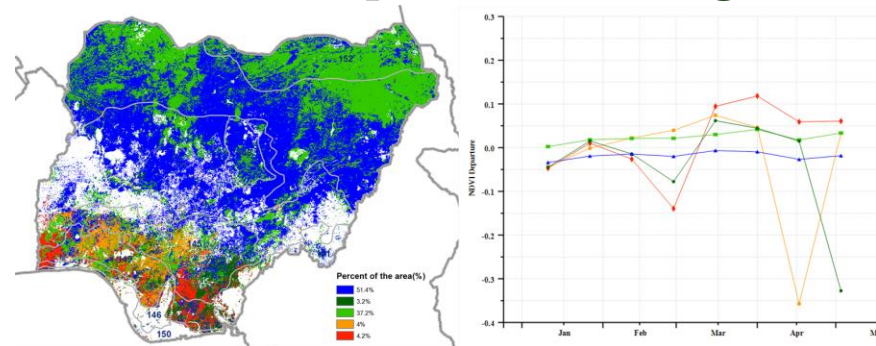 152
145
146
150
Percent of the area(%)
51.4%
3.2%
37.2%
4%
4.2%
NDVI Departure
0.3
0.2
0.1
0.0
-0.1
-0.2
-0.3
-0.4
Jan
Feb
Mar
Apr